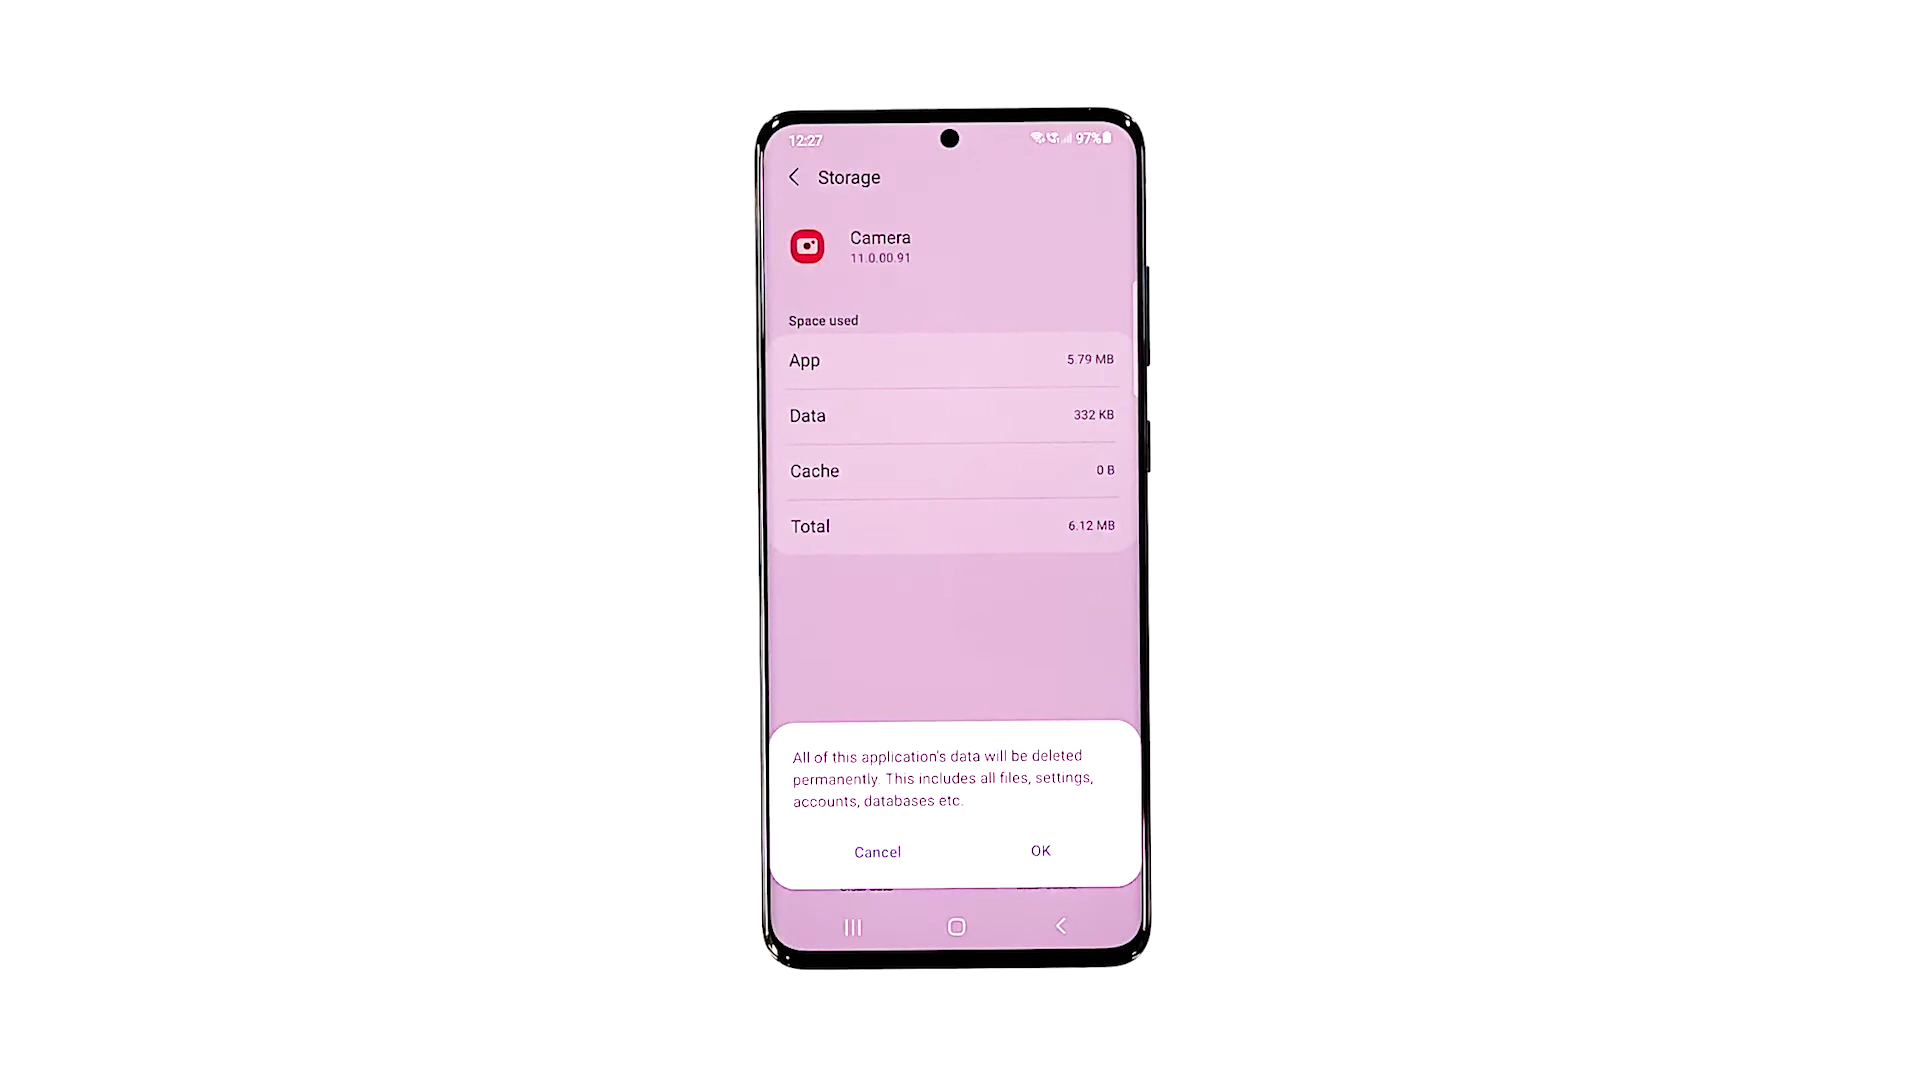 12:27
97%
Storage
Camera
11.0.00.91
Space used
App
5.79 MB
Data
332 KB
Cache
0 B
Total
6.12 MB
All of this application's data will be deleted
permanently. This includes all files, settings,
accounts, databases etc.
Cancel
OK